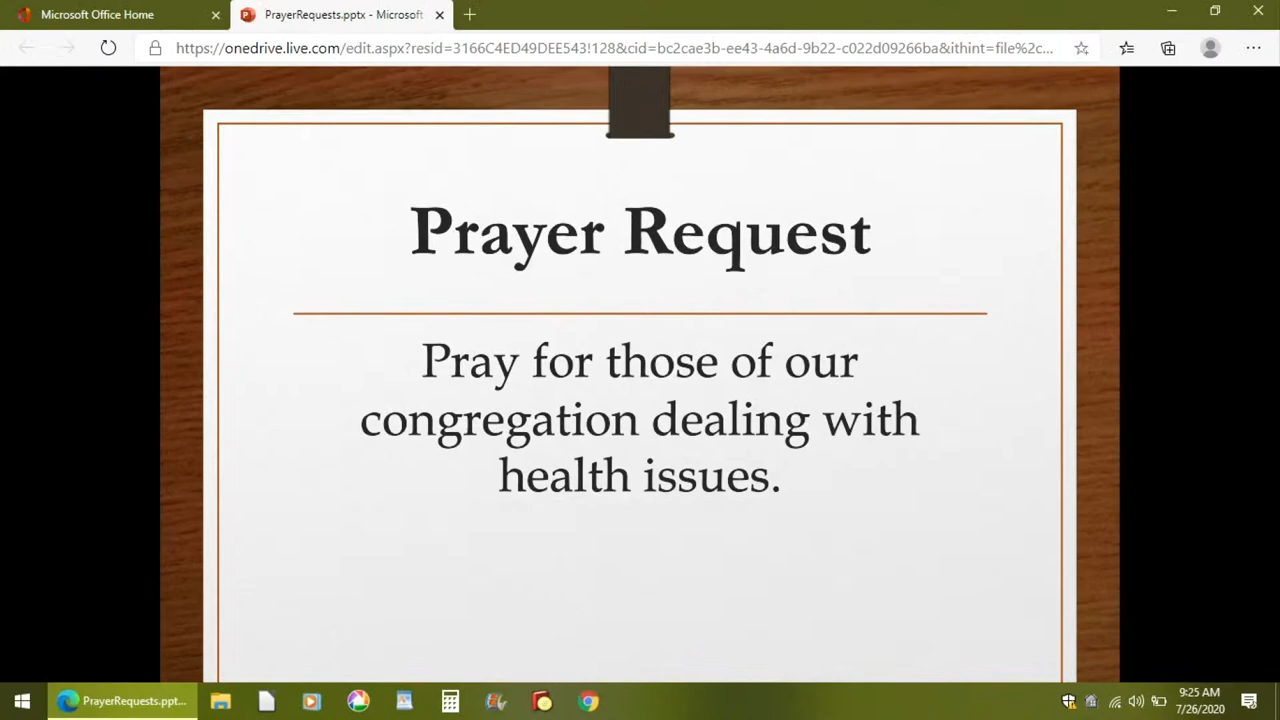 Microsoft Office Home
PrayerRequests.pptx - Microsoft
https://onedrive.live.com/edit.aspx?resid=3166C4ED49DEE543!128&cid=bc2cae3b-ee43-4a6d-9b22-c022d09266ba&ithint=file%2c...
Prayer Request
Pray for those of our
congregation dealing with
health issues.
PrayerRequests.ppt...
9:25 AM
7/26/2020